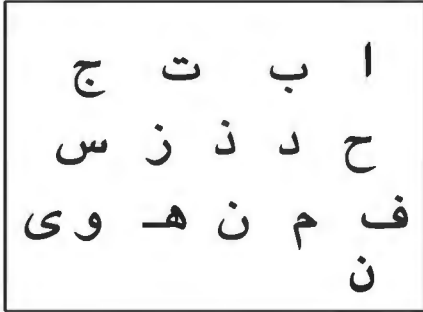 ا ب ت ج
ح د ذ ز س
ف م ن هـ و ى
ن